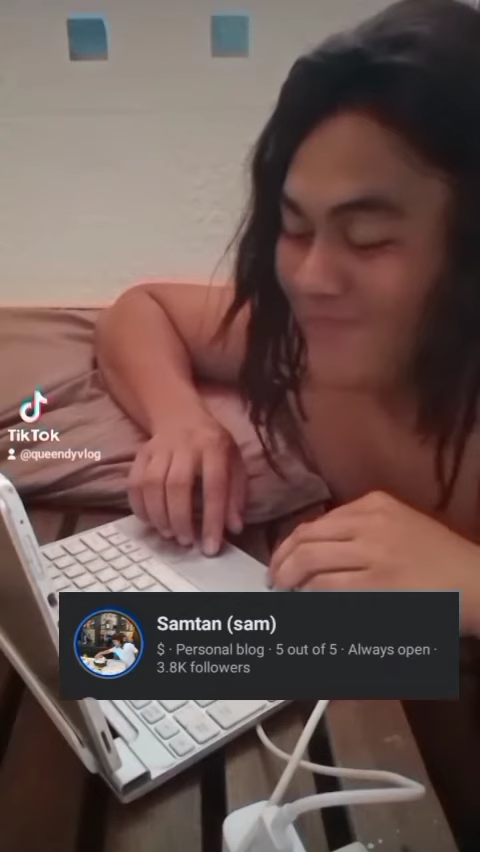 TikTok
@queendyvlog
Samtan (sam)
$ · Personal blog · 5 out of 5 · Always open ·
3.8K followers